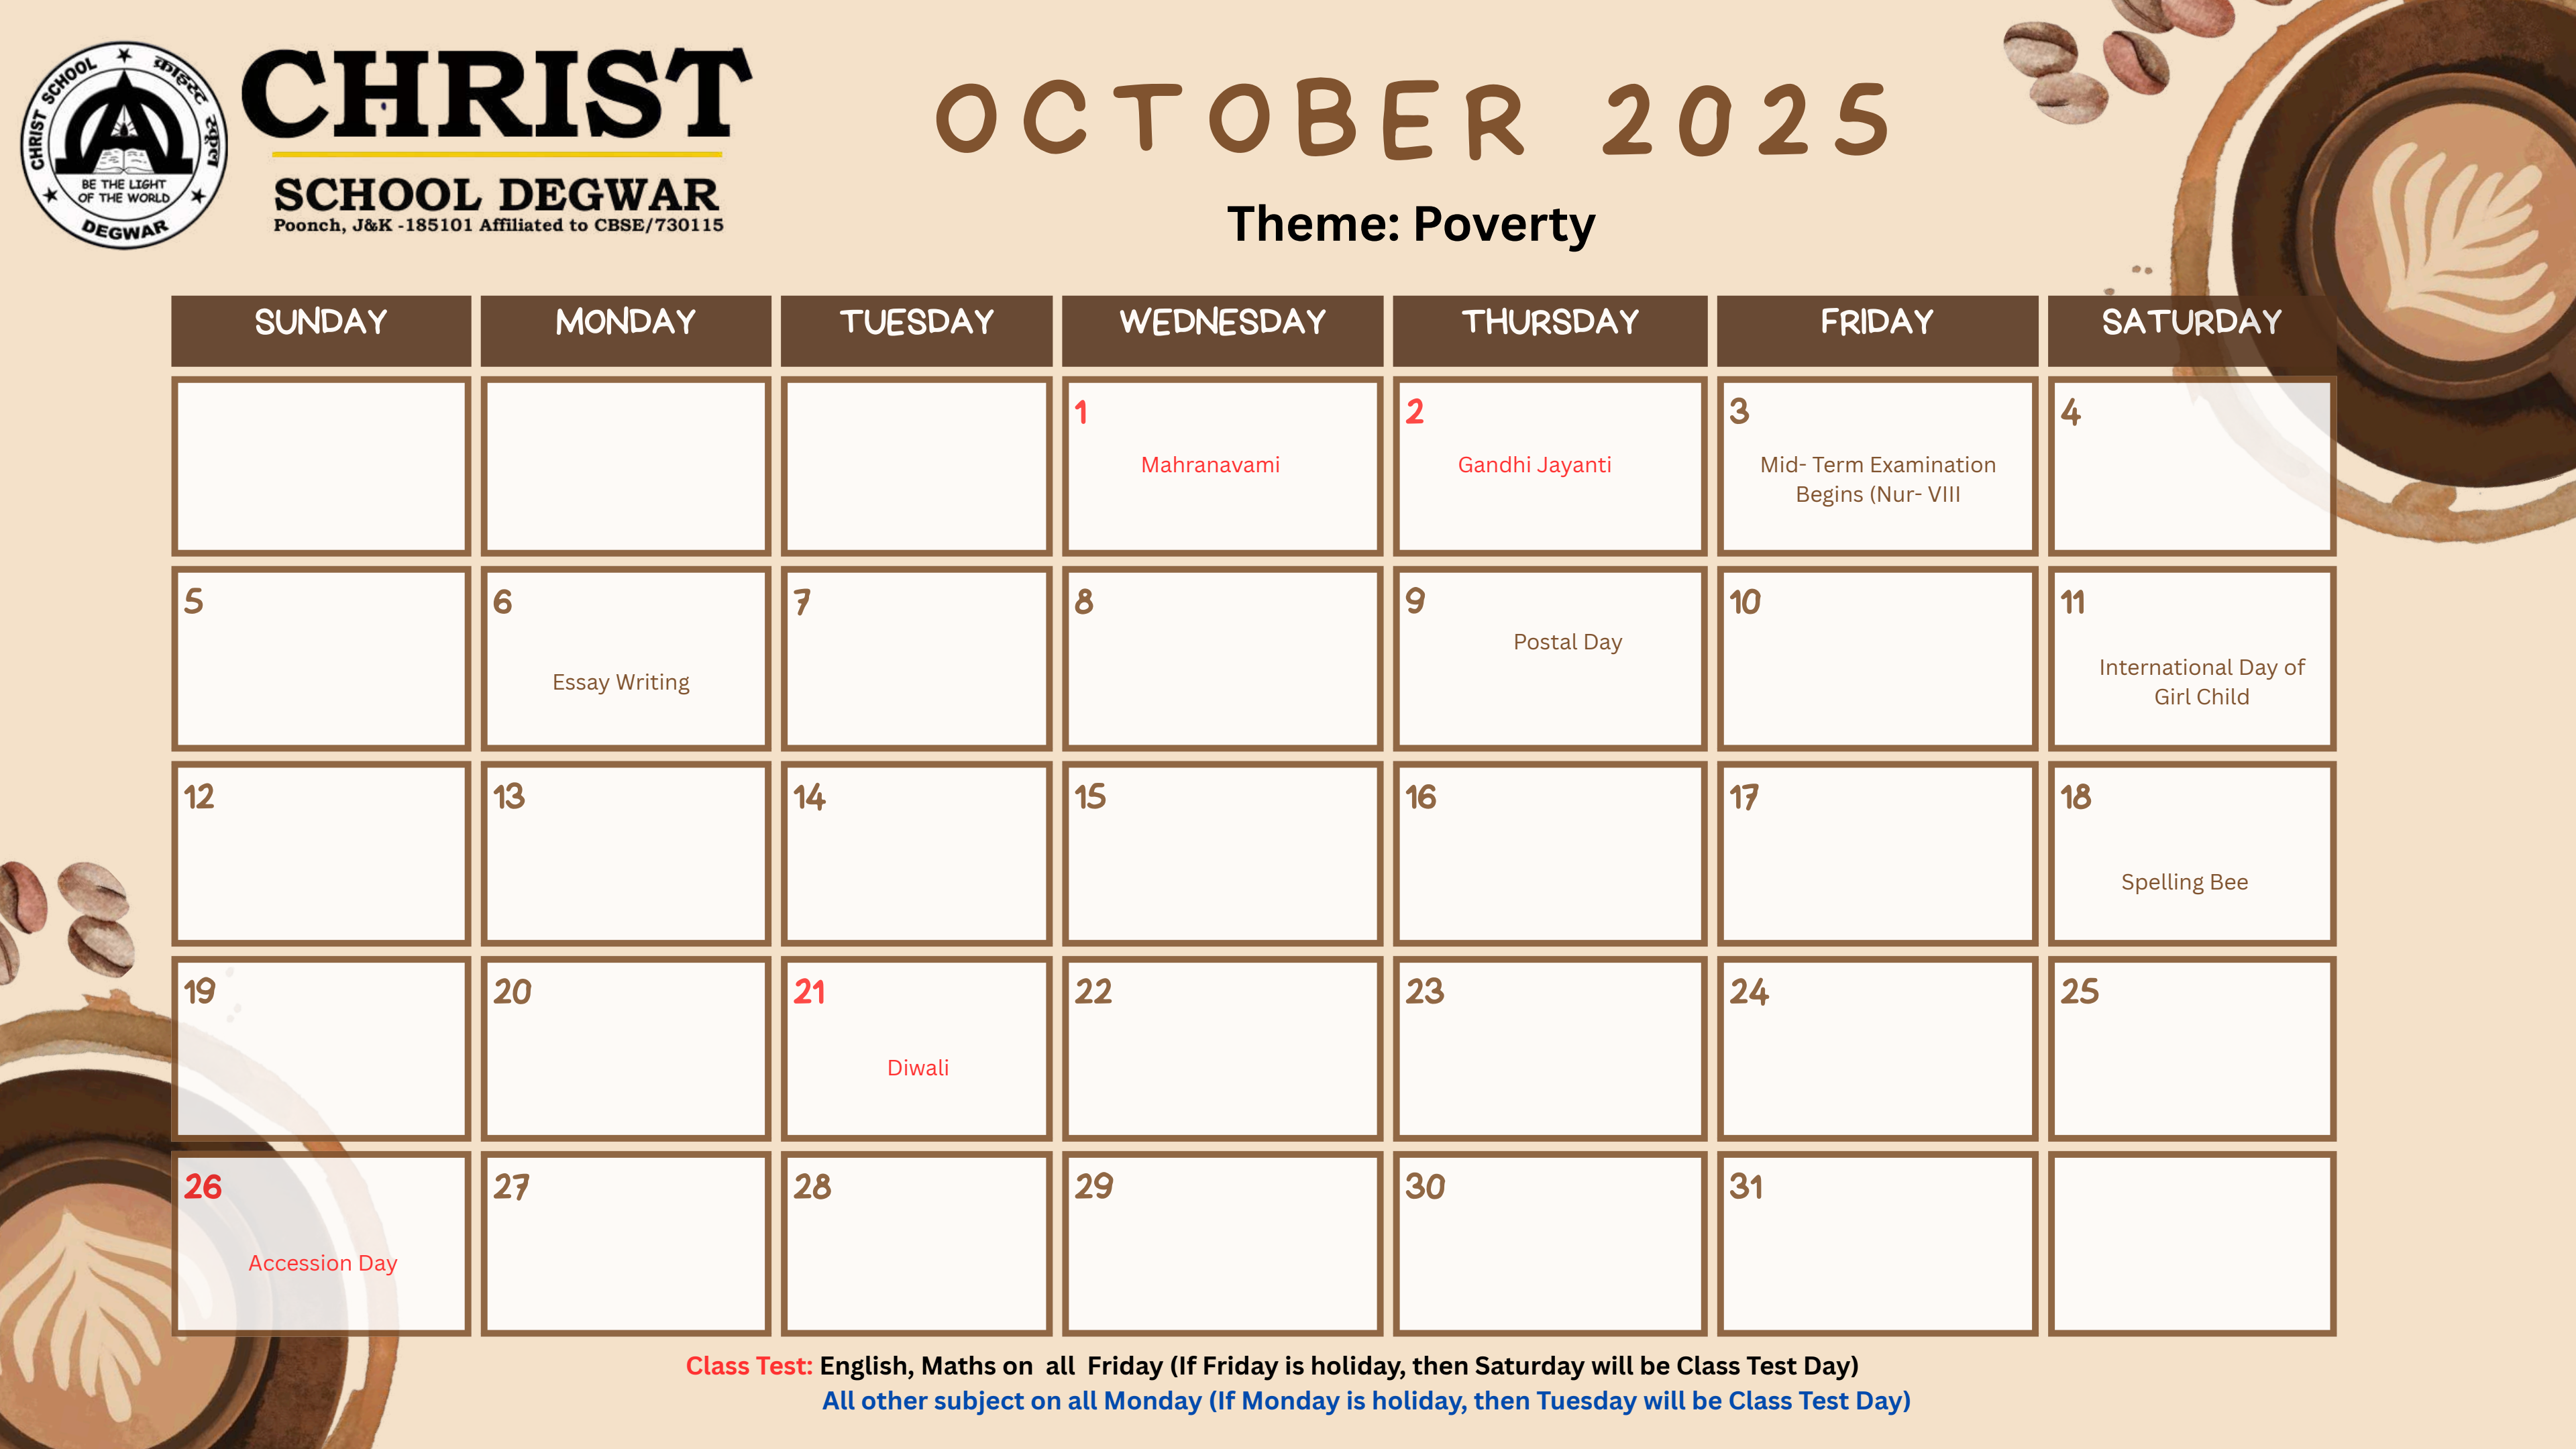 CHRIST SCHOOL
क्राइस्ट स्कूल
BE THE LIGHT
OF THE WORLD
DEGWAR
CHRIST
SCHOOL DEGWAR
Poonch, J&K -185101 Affiliated to CBSE/730115
OCTOBER 2025
Theme: Poverty
SUNDAY MONDAY TUESDAY WEDNESDAY THURSDAY FRIDAY SATURDAY
1 2 3 4
Mahranavami Gandhi Jayanti Mid- Term Examination
Begins (Nur- VIII
5 6 7 8 9 10 11
Postal Day
International Day of
Girl Child
Essay Writing
12 13 14 15 16 17 18
Spelling Bee
19 20 21 22 23 24 25
Diwali
26 27 28 29 30 31
Accession Day
Class Test: English, Maths on all Friday (If Friday is holiday, then Saturday will be Class Test Day)
All other subject on all Monday (If Monday is holiday, then Tuesday will be Class Test Day)